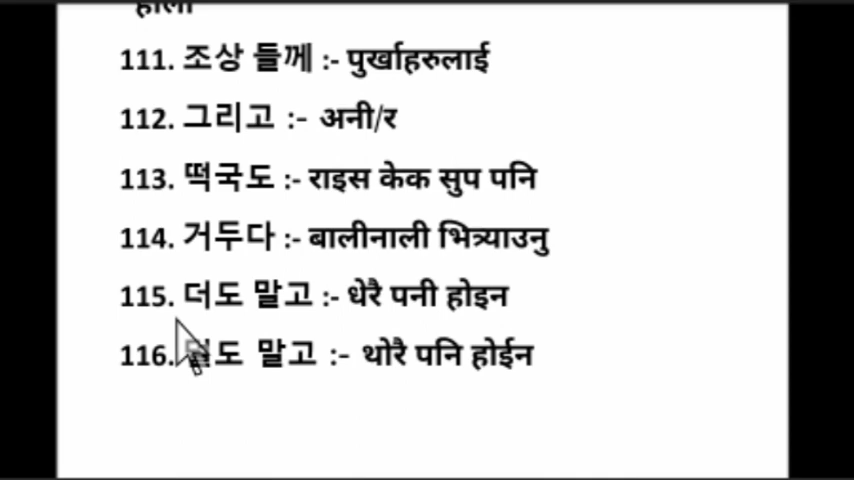 111. 조상 들께 :- पुर्खाहरुलाई
112. 그리고 :- अनी/र
113. 떡국도 :- राइस केक सुप पनि
114. 거두다 :- बालीनाली भित्र्याउनु
115. 더도 말고 :- धेरै पनी होइन
116. 말고 :- थोरै पनि होईन